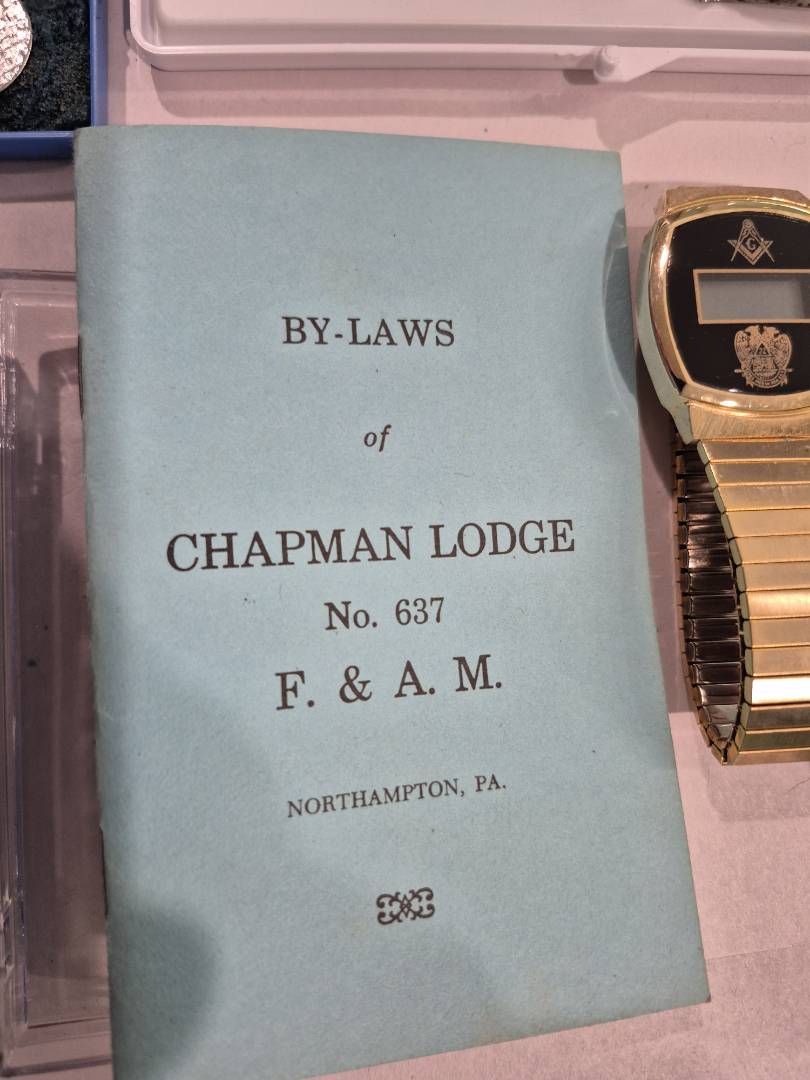 BY-LAWS
of
CHAPMAN LODGE
No. 637
F. & A. M.
NORTHAMPTON, PA.
G